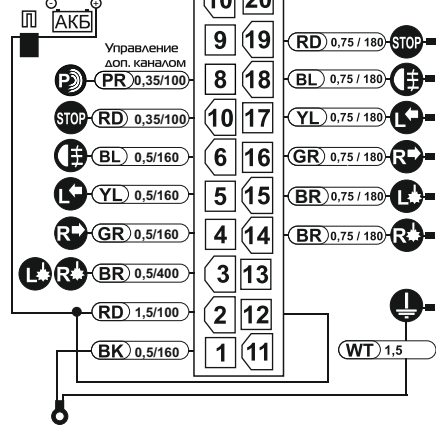 10 20
- + АКБ
Управление
доп. каналом
9 19 RD 0,75 / 180 STOP
P PR 0,35/100 8 18 BL 0,75 / 180
STOP RD 0,35/100 10 17 YL 0,75 / 180 L
BL 0,5/160 6 16 GR 0,75 / 180 R
L YL 0,5/160 5 15 BR 0,75 / 180 L
R GR 0,5/160 4 14 BR 0,75 / 180 R
L R BR 0,5/400 3 13
RD 1,5/100 2 12
BK 0,5/160 1 11 WT 1,5